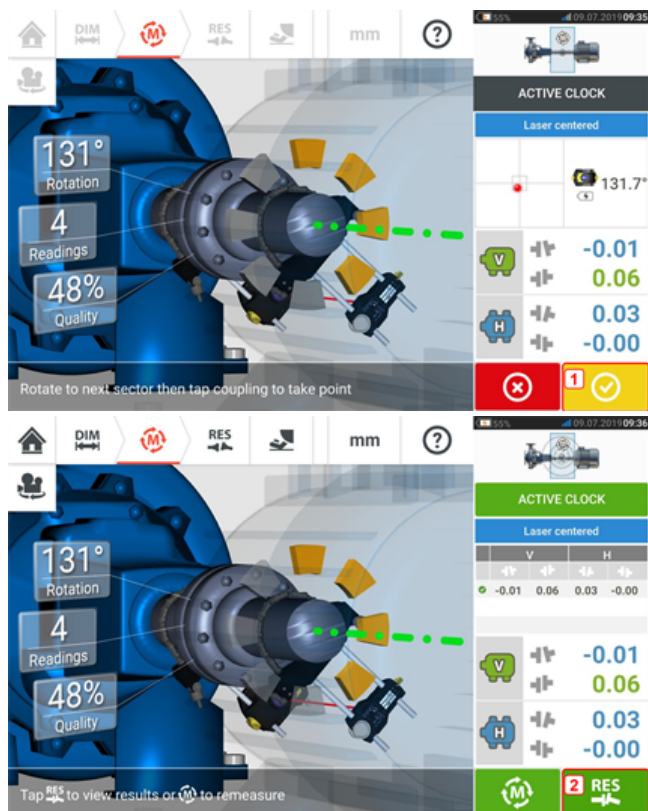 DIM
M
RES
mm
?
55%
09.07.2019 09:35
131°
Rotation
4
Readings
48%
Quality
Rotate to next sector then tap coupling to take point
ACTIVE CLOCK
Laser centered
131.7°
V
-0.01
0.06
H
0.03
-0.00
1
DIM
M
RES
mm
?
55%
09.07.2019 09:36
131°
Rotation
4
Readings
48%
Quality
Tap RES to view results or M to remeasure
ACTIVE CLOCK
Laser centered
V H
-0.01 0.06 0.03 -0.00
V
-0.01
0.06
H
0.03
-0.00
M
2 RES